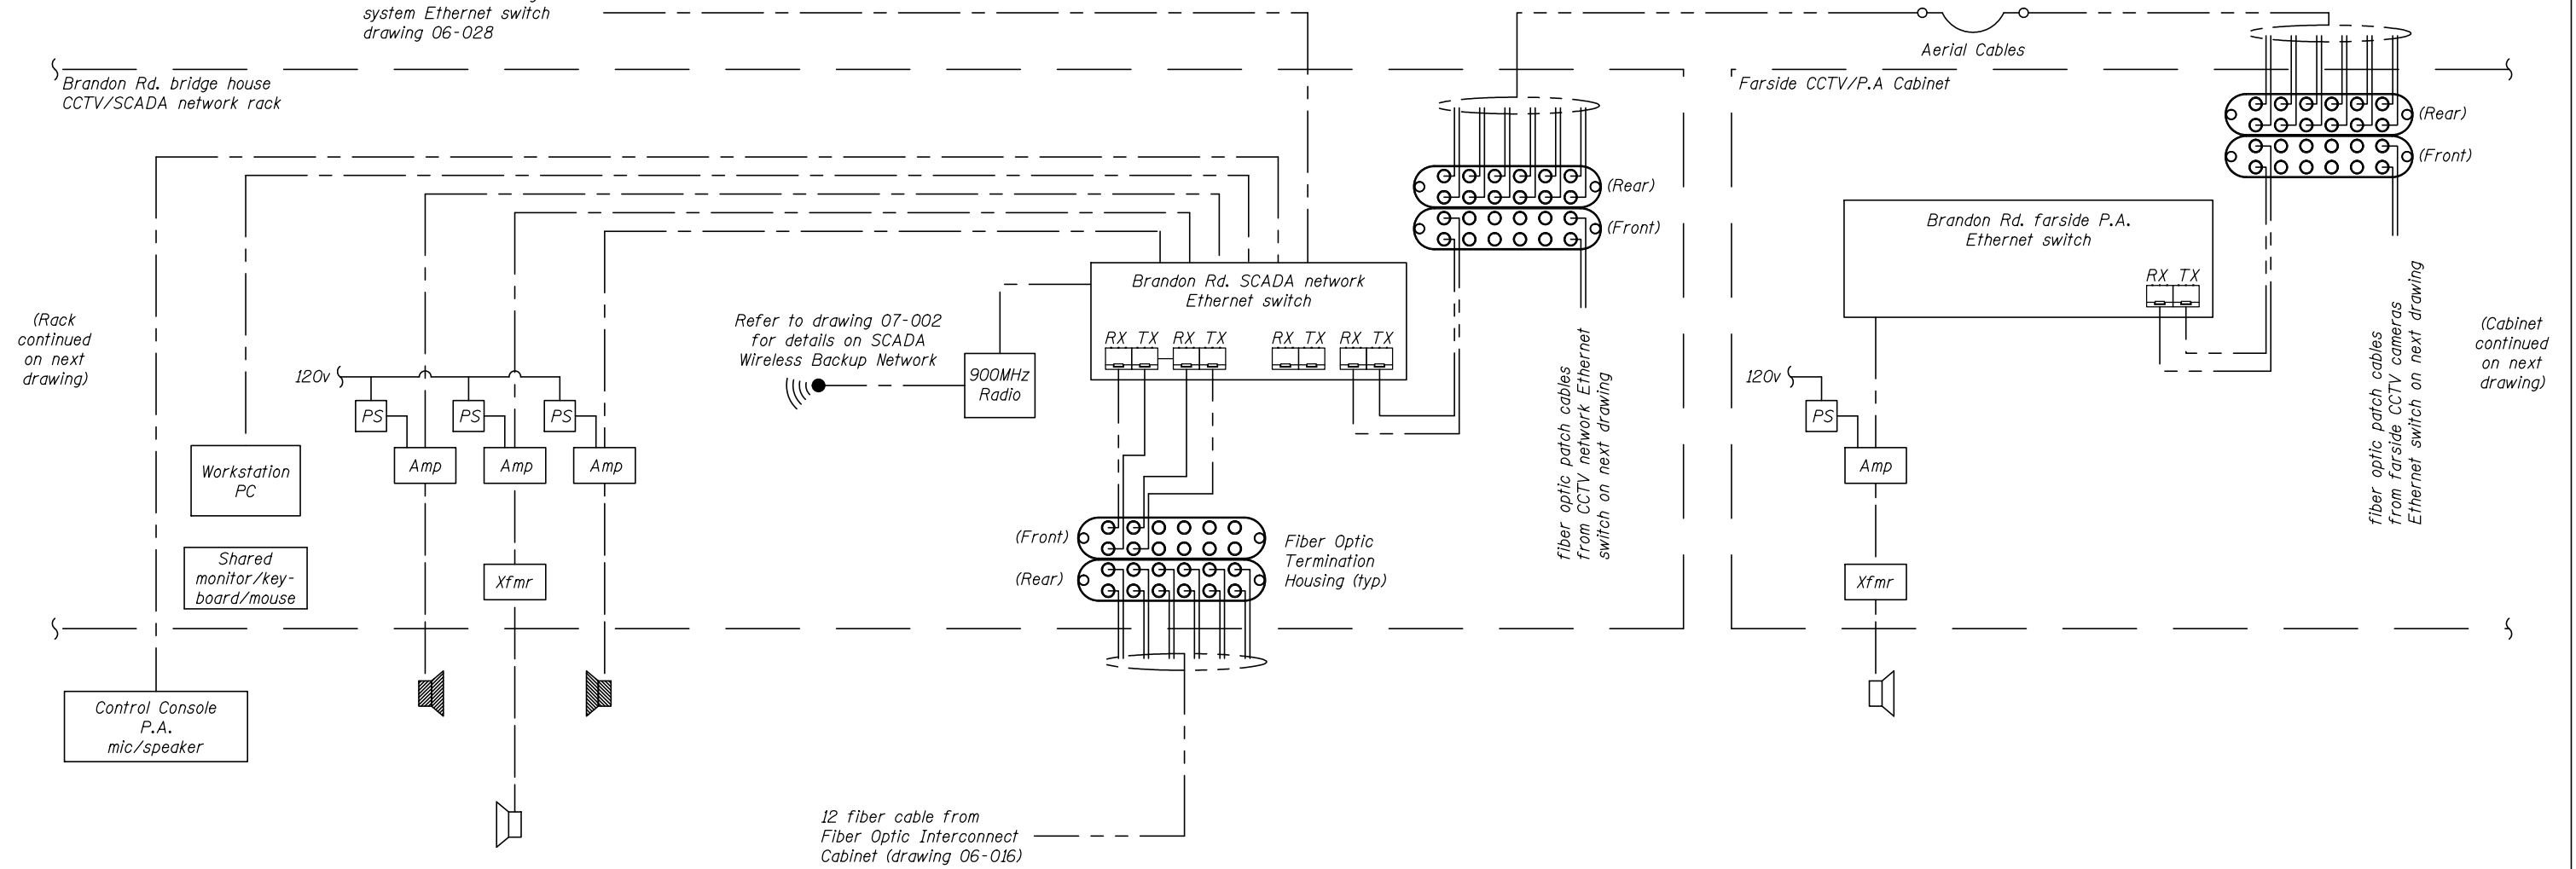 system Ethernet switch
drawing 06-028
Aerial Cables
Brandon Rd. bridge house
CCTV/SCADA network rack
Farside CCTV/P.A Cabinet
(Rear)
(Front)
(Rear)
(Front)
Brandon Rd. farside P.A.
Ethernet switch
RX TX
Brandon Rd. SCADA network
Ethernet switch
RX TX RX TX RX TX RX TX
(Rack
continued
on next
drawing)
Refer to drawing 07-002
for details on SCADA
Wireless Backup Network
900MHz
Radio
120v
PS
PS
PS
Amp
Amp
Amp
Workstation
PC
Shared
monitor/key-
board/mouse
Xfmr
fiber optic patch cables
from CCTV network Ethernet
switch on next drawing
120v
PS
Amp
Xfmr
fiber optic patch cables
from farside CCTV cameras
Ethernet switch on next drawing
(Cabinet
continued
on next
drawing)
(Front)
(Rear)
Fiber Optic
Termination
Housing (typ)
Control Console
P.A.
mic/speaker
12 fiber cable from
Fiber Optic Interconnect
Cabinet (drawing 06-016)